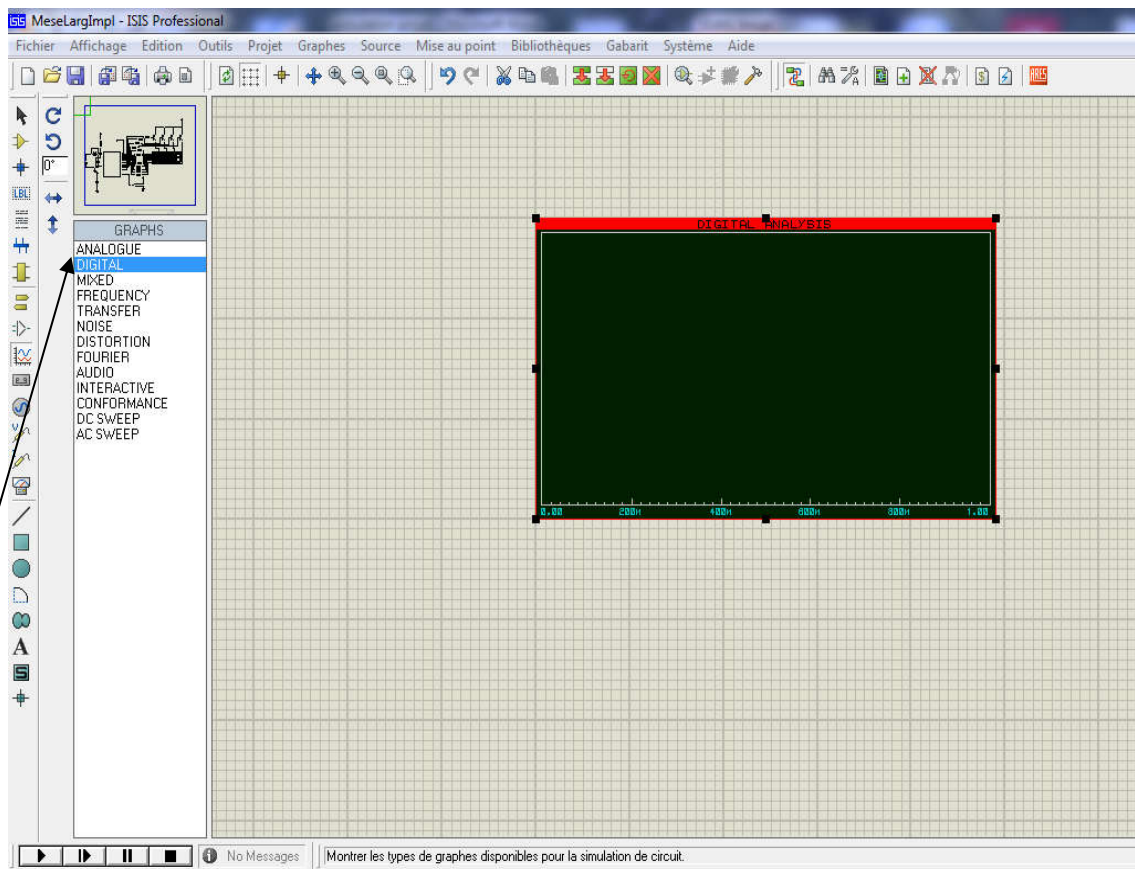 ISIS MeseLargImpl - ISIS Professional
Fichier Affichage Edition Outils Projet Graphes Source Mise au point Bibliothèques Gabarit Système Aide
ARES
0°
LBL
GRAPHS
ANALOGUE
DIGITAL
MIXED
FREQUENCY
TRANSFER
NOISE
DISTORTION
FOURIER
AUDIO
INTERACTIVE
CONFORMANCE
DC SWEEP
AC SWEEP
A
S
DIGITAL ANALYSIS
0.00 200m 400m 600m 800m 1.00
No Messages
Montrer les types de graphes disponibles pour la simulation de circuit.